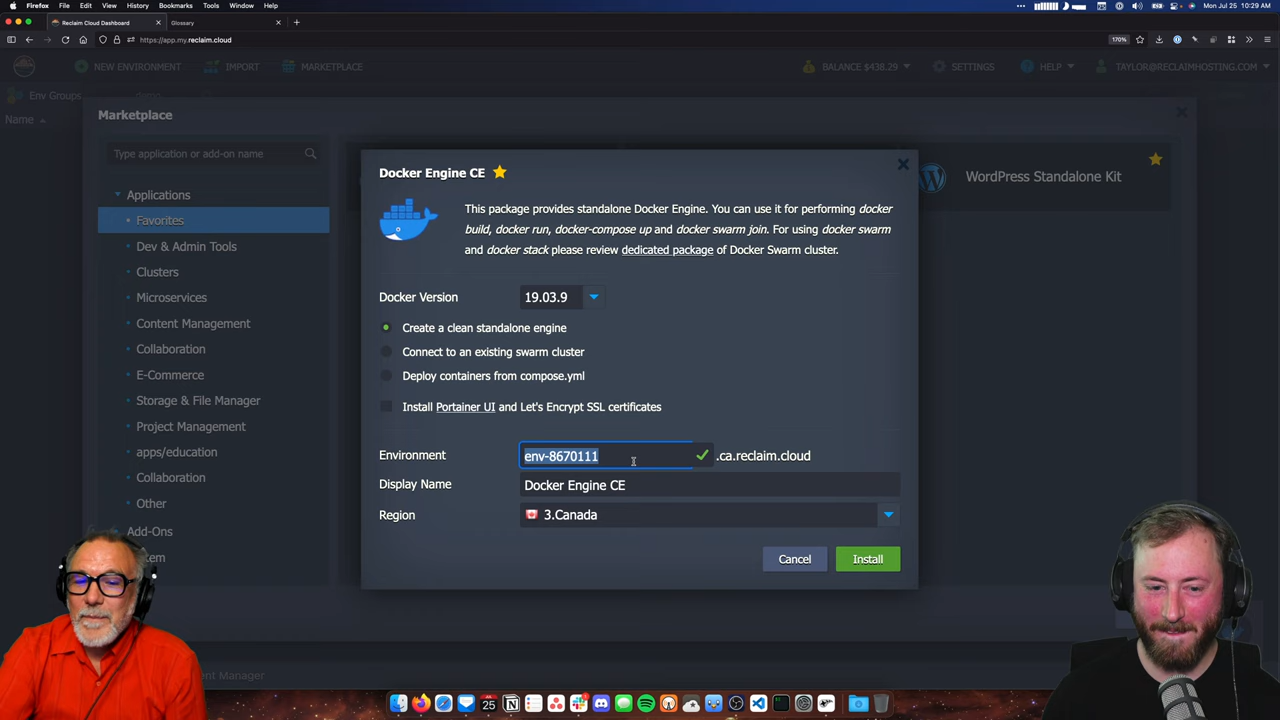 Firefox File Edit View History Bookmarks Tools Window Help
Mon Jul 25 10:29 AM
Reclaim Cloud Dashboard
Glossary
https://app.my.reclaim.cloud
170%
NEW ENVIRONMENT
IMPORT
MARKETPLACE
BALANCE $438.29
SETTINGS
HELP
TAYLOR@RECLAIMHOSTING.COM
Env Groups
demo
Name
Marketplace
Type application or add-on name
Applications
Favorites
Dev & Admin Tools
Clusters
Microservices
Content Management
Collaboration
E-Commerce
Storage & File Manager
Project Management
apps/education
Collaboration
Other
Add-Ons
WordPress Standalone Kit
Docker Engine CE
This package provides standalone Docker Engine. You can use it for performing docker
build, docker run, docker-compose up and docker swarm join. For using docker swarm
and docker stack please review dedicated package of Docker Swarm cluster.
Docker Version
19.03.9
Create a clean standalone engine
Connect to an existing swarm cluster
Deploy containers from compose.yml
Install Portainer UI and Let's Encrypt SSL certificates
Environment
env-8670111
.ca.reclaim.cloud
Display Name
Docker Engine CE
Region
3.Canada
Cancel
Install
Manager
25